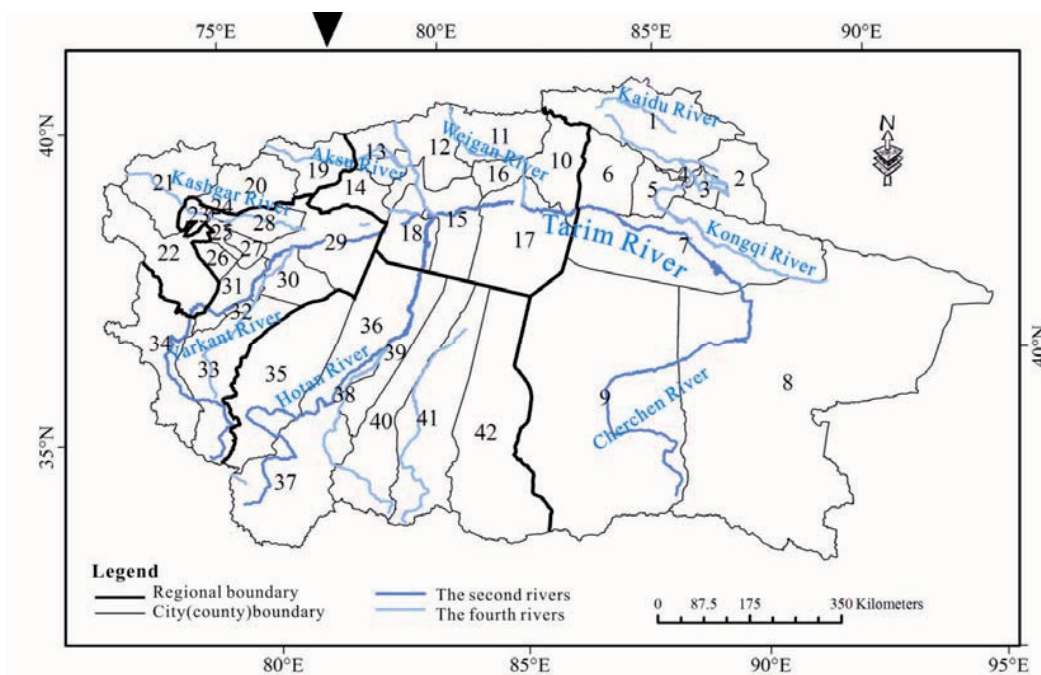 75°E 80°E 85°E 90°E
40°N
35°N
40°N
N
Kaidu River
1
2
3
4
5
6
7
8
9
10
11
Weigan River
12
13
Aksu River
14
15
16
17
18
19
20
21
Kashgar River
22
23
24
25
26
27
28
29
30
31
32
Yarkant River
33
34
35
36
37
38
39
40
41
42
Tarim River
Kongqi River
Hotan River
Cherchen River
Legend
Regional boundary
City(county)boundary
The second rivers
The fourth rivers
0 87.5 175 350 Kilometers
80°E 85°E 90°E 95°E